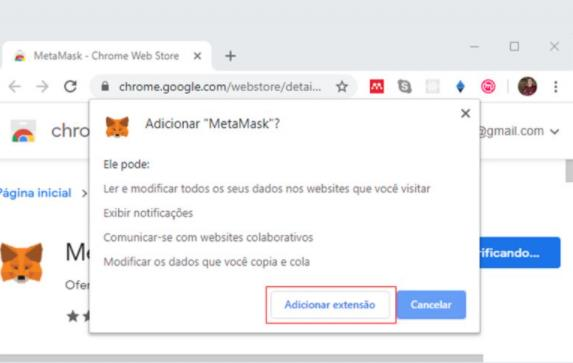 MetaMask - Chrome Web Store
chrome.google.com/webstore/detai...
chro
@gmail.com
Adicionar "MetaMask"?
Ele pode:
Ler e modificar todos os seus dados nos websites que você visitar
Exibir notificações
Comunicar-se com websites colaborativos
Modificar os dados que você copia e cola
Página inicial >
Me
rificando...
Ofer
Adicionar extensão
Cancelar